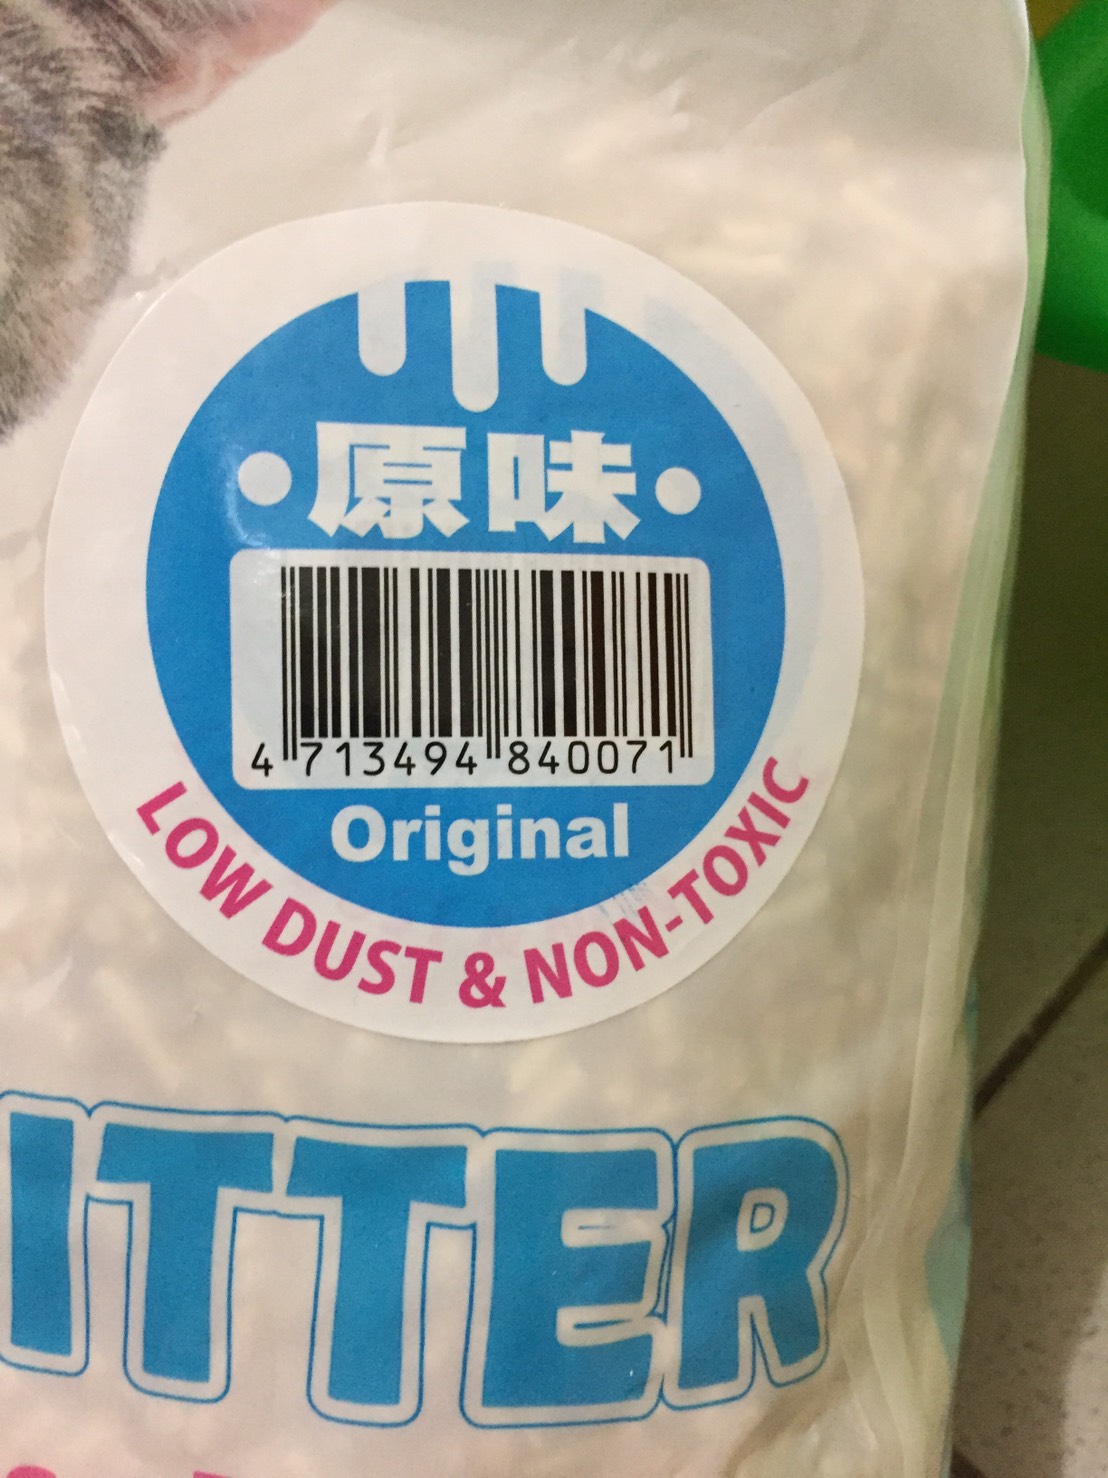 原味
4 713494 840071
Original
LOW DUST & NON-TOXIC
ITTER